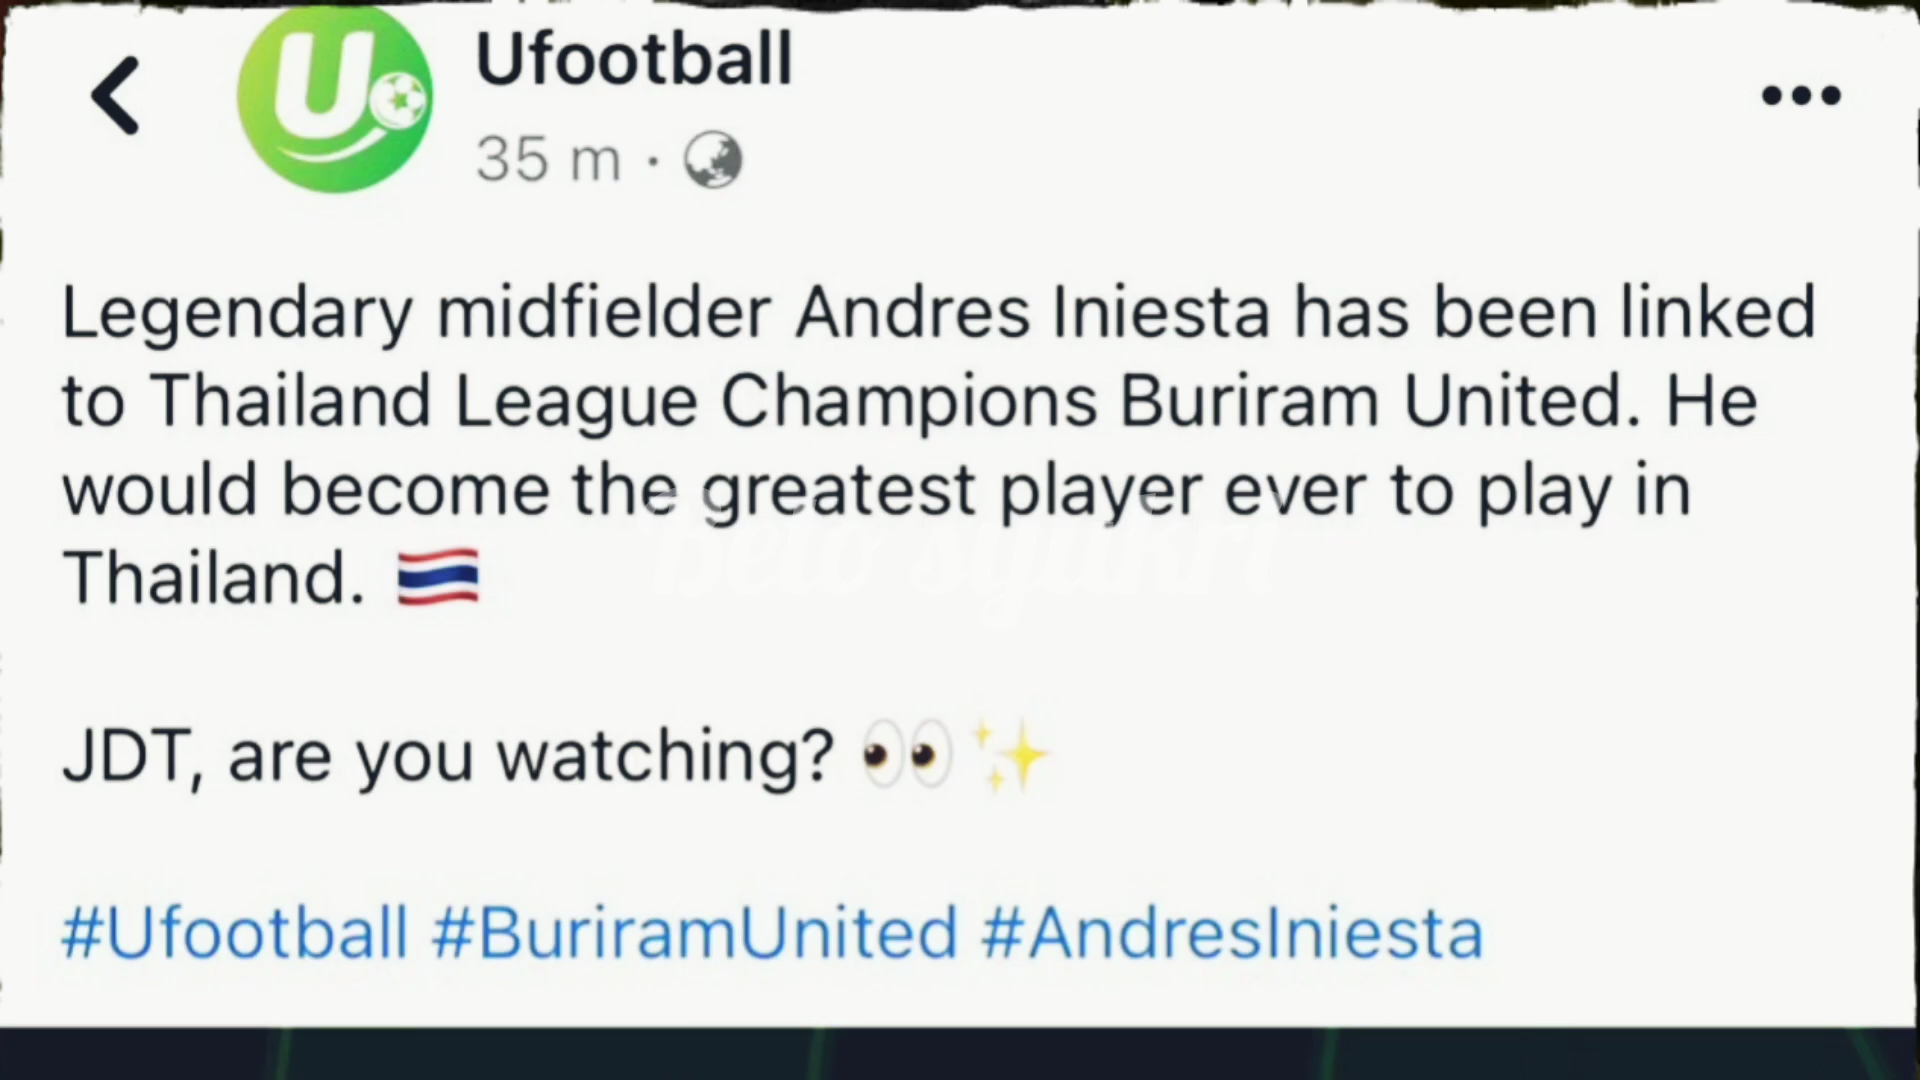 Ufootball
35 m ·
Legendary midfielder Andres Iniesta has been linked
to Thailand League Champions Buriram United. He
would become the greatest player ever to play in
Thailand. 🇹🇭
JDT, are you watching? 👀✨
#Ufootball #BuriramUnited #AndresIniesta